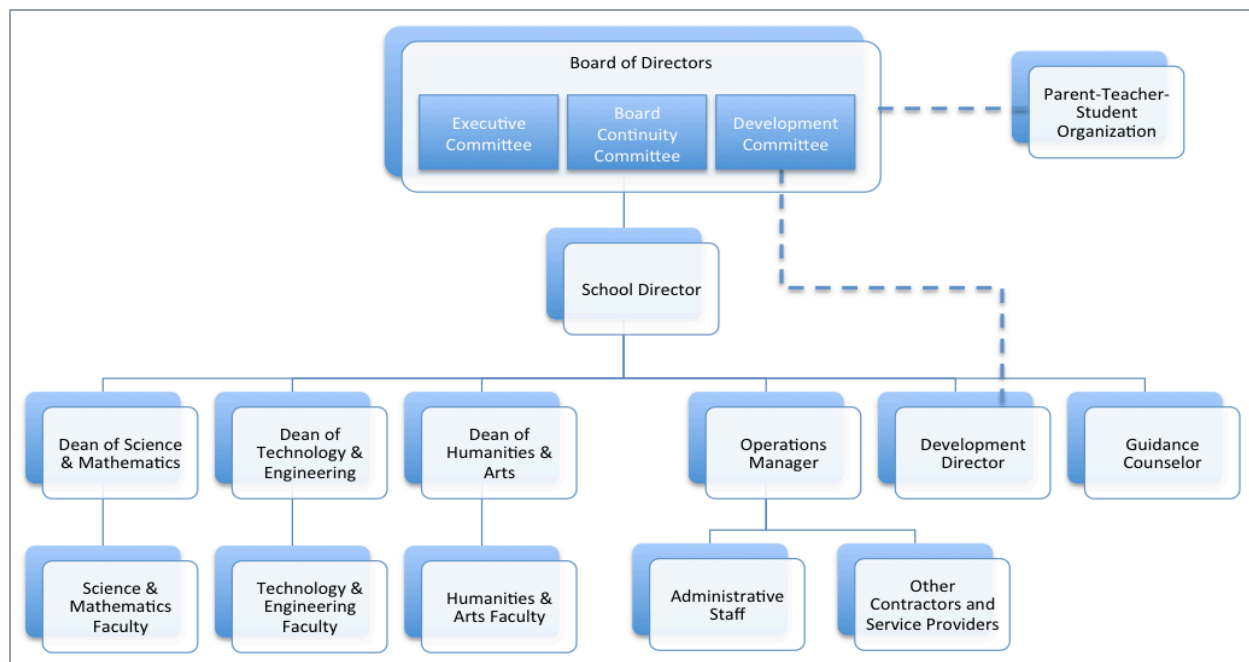 Board of Directors
Executive
Committee
Board
Continuity
Committee
Development
Committee
Parent-Teacher-
Student
Organization
School Director
Dean of Science
& Mathematics
Dean of
Technology &
Engineering
Dean of
Humanities &
Arts
Operations
Manager
Development
Director
Guidance
Counselor
Science &
Mathematics
Faculty
Technology &
Engineering
Faculty
Humanities &
Arts Faculty
Administrative
Staff
Other
Contractors and
Service Providers